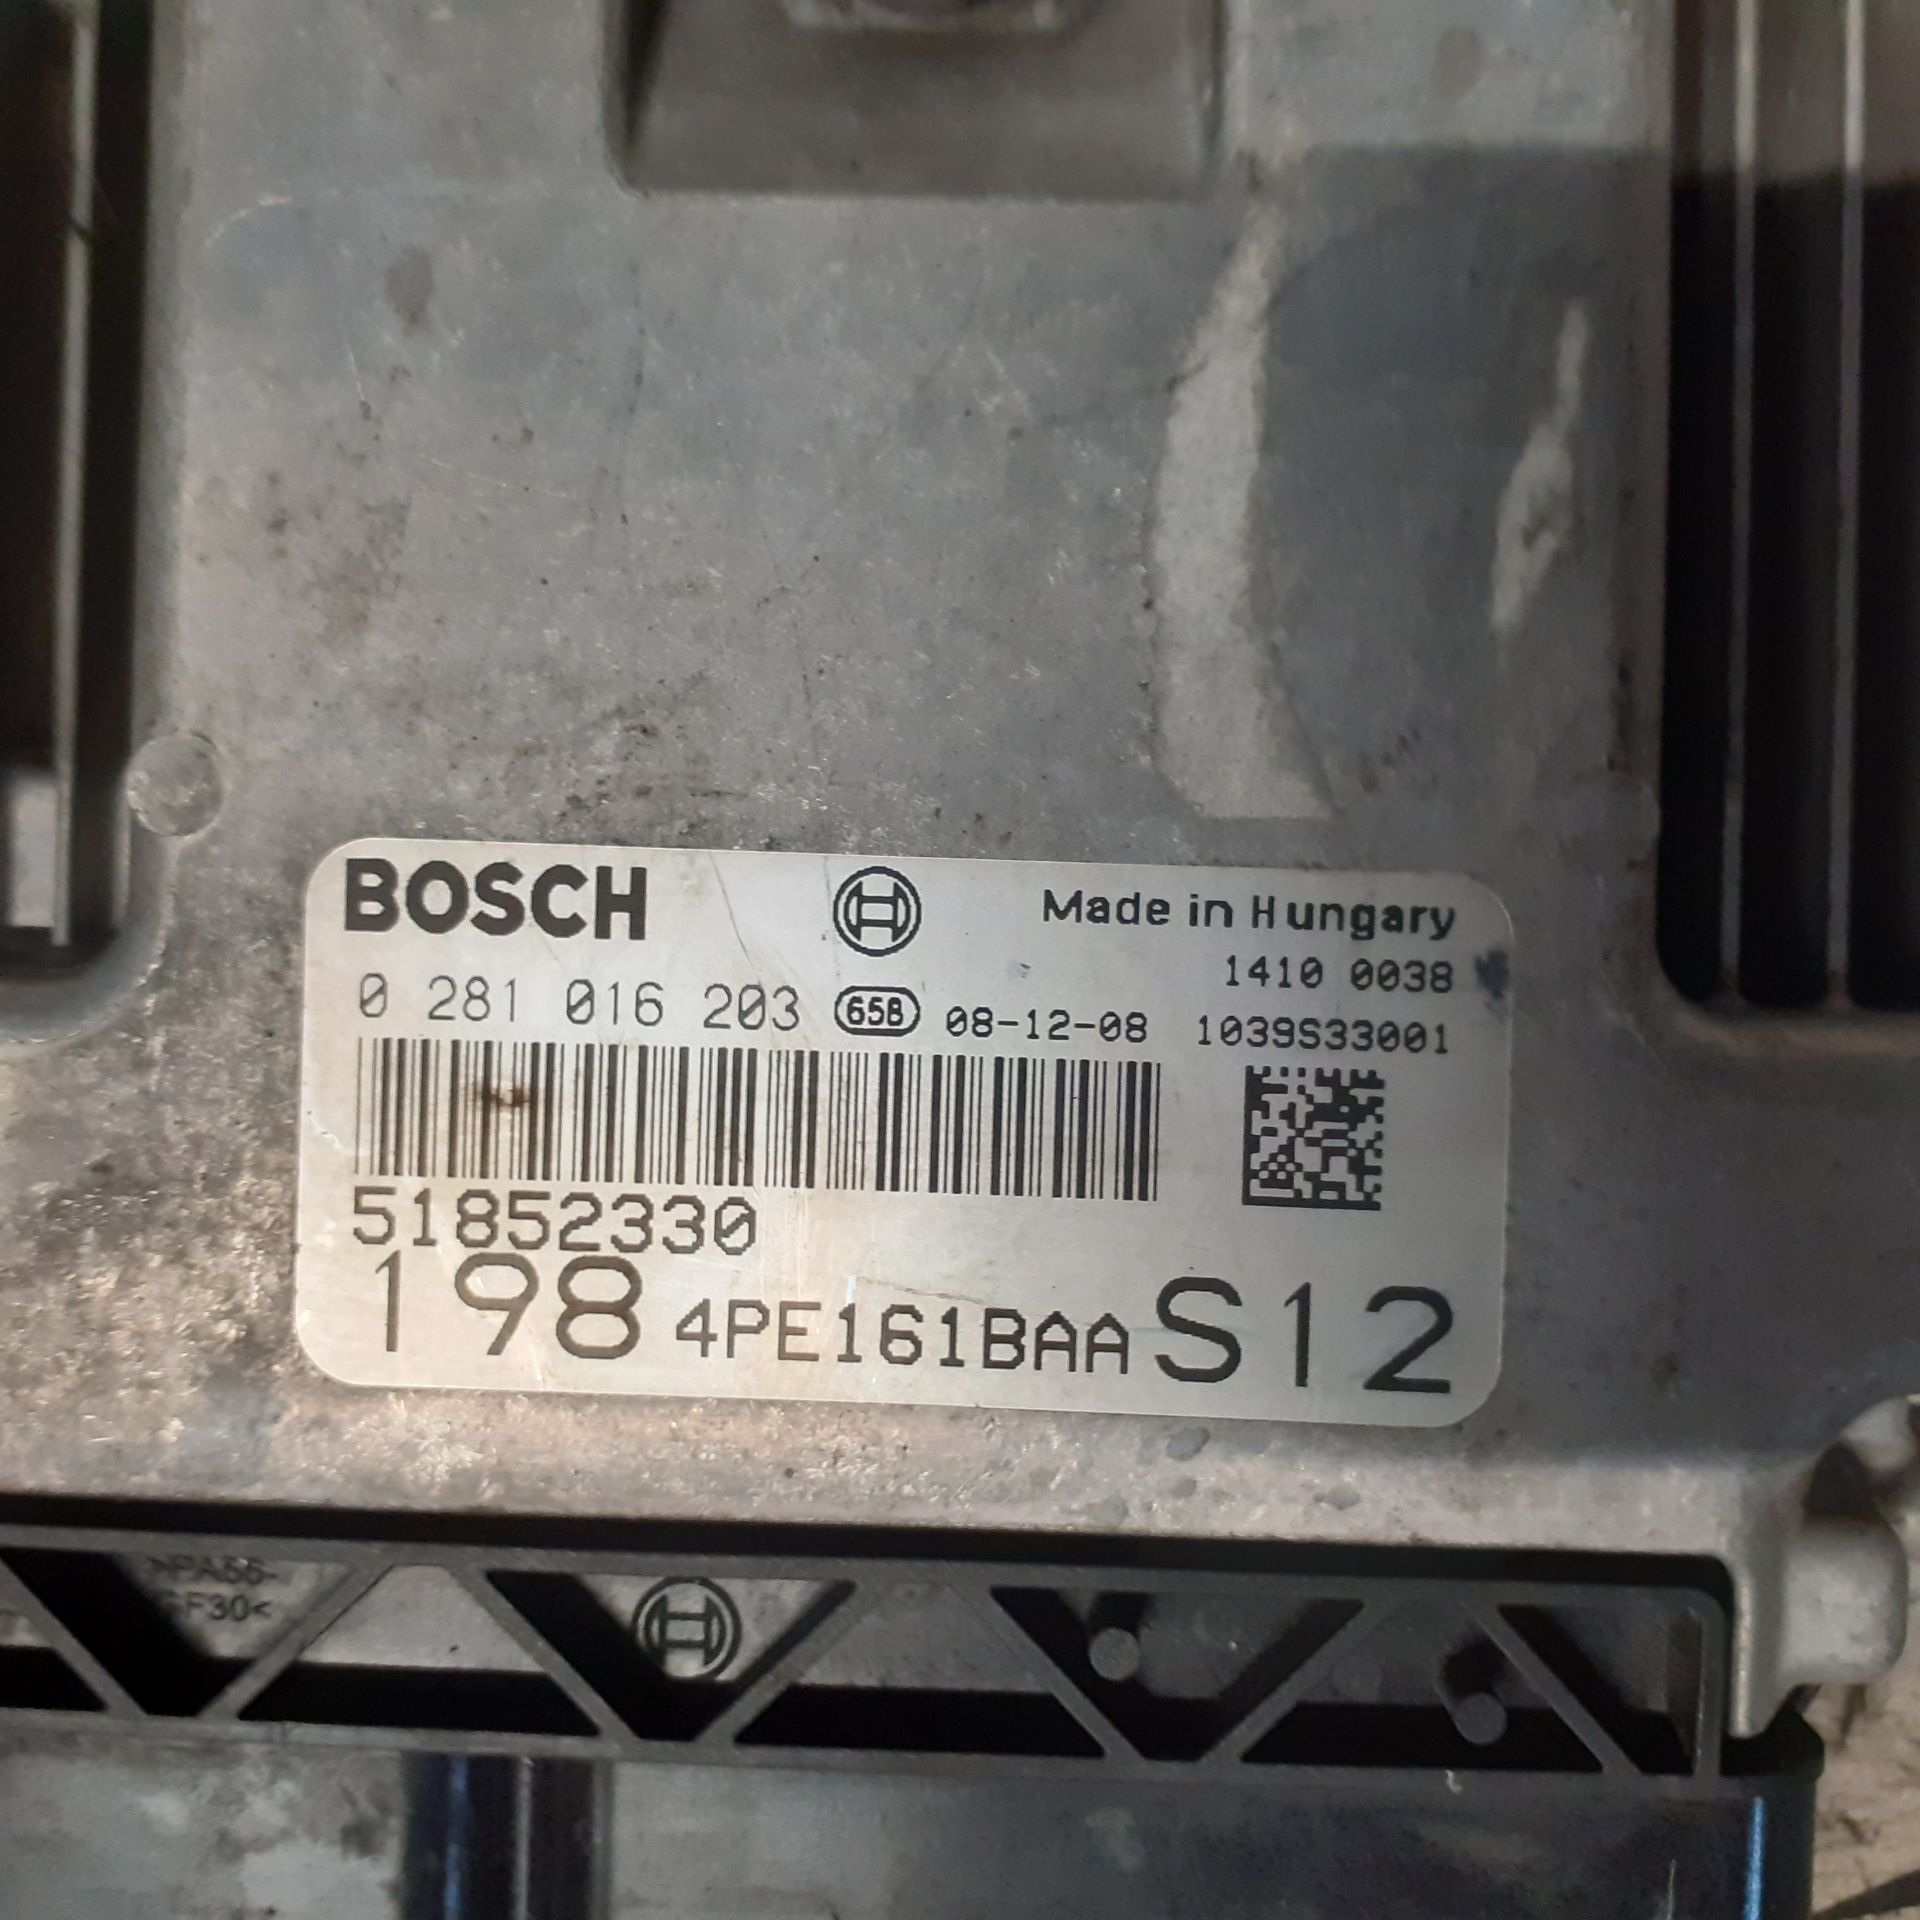 BOSCH
Made in Hungary
1410 0038
0 281 016 203 65B 08-12-08 1039S33001
51852330
198 4PE161BAA S12
F30<